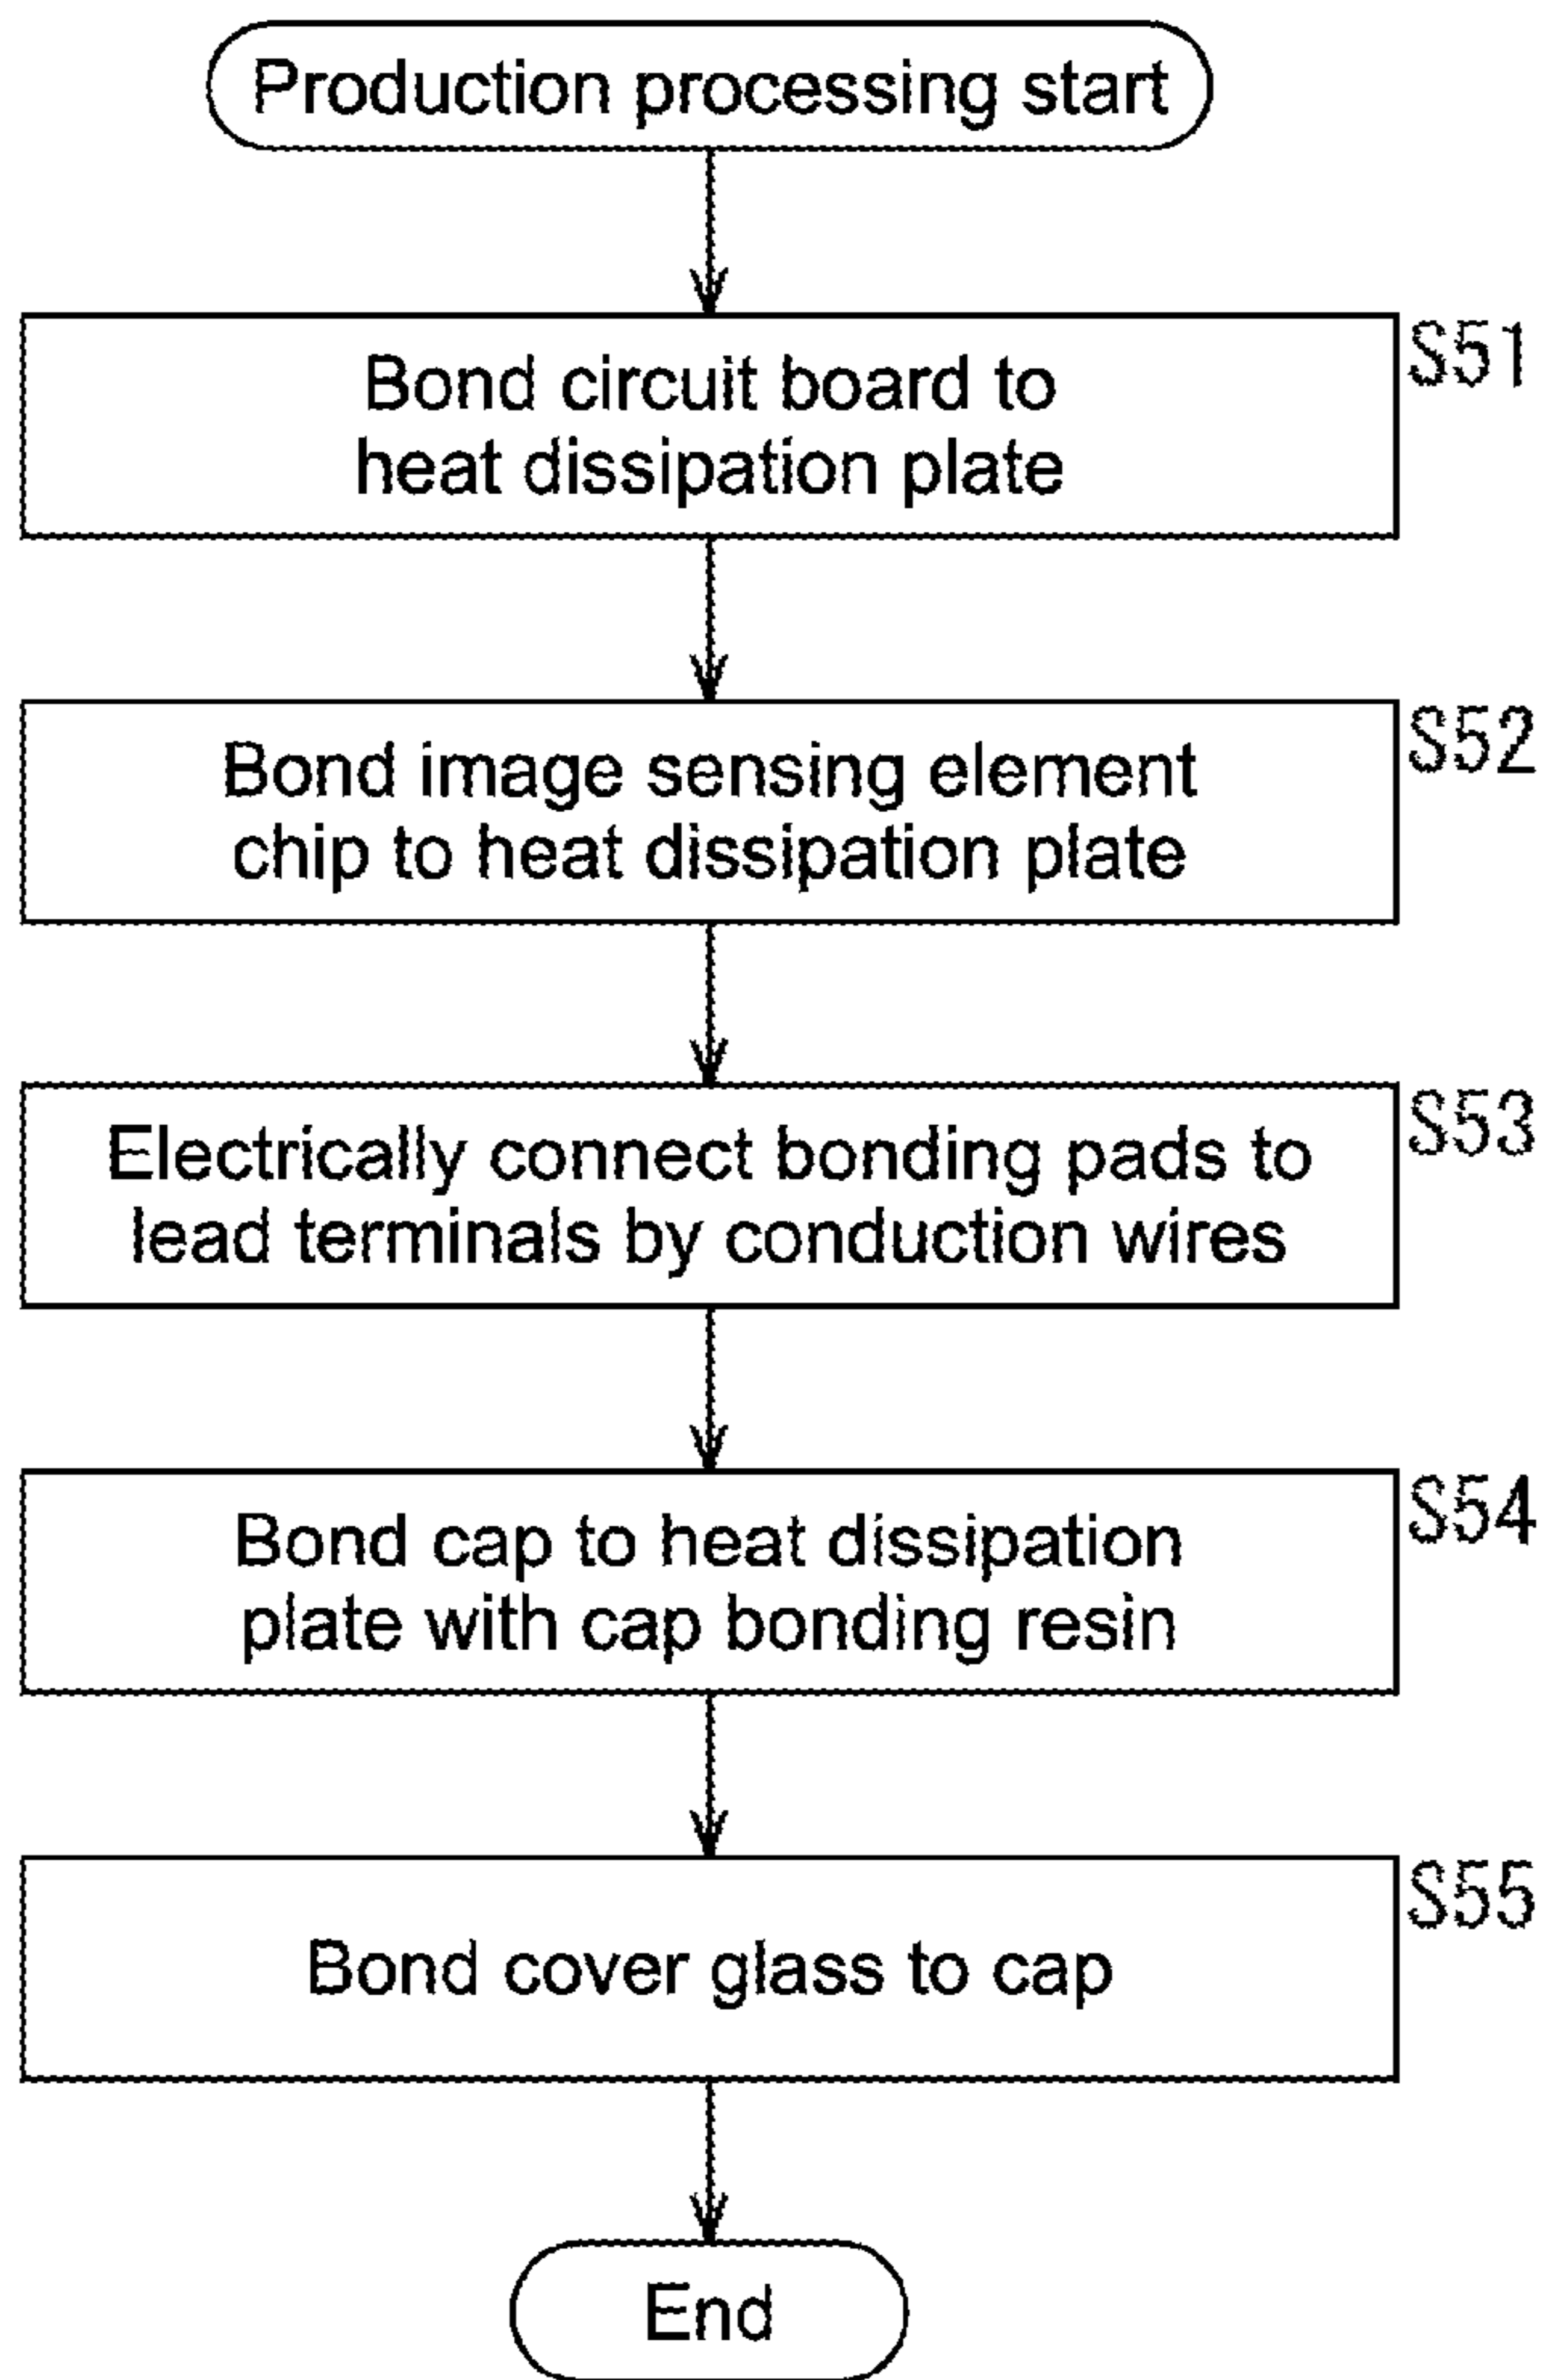 Production processing start
S51
Bond circuit board to
heat dissipation plate
S52
Bond image sensing element
chip to heat dissipation plate
S53
Electrically connect bonding pads to
lead terminals by conduction wires
S54
Bond cap to heat dissipation
plate with cap bonding resin
S55
Bond cover glass to cap
End